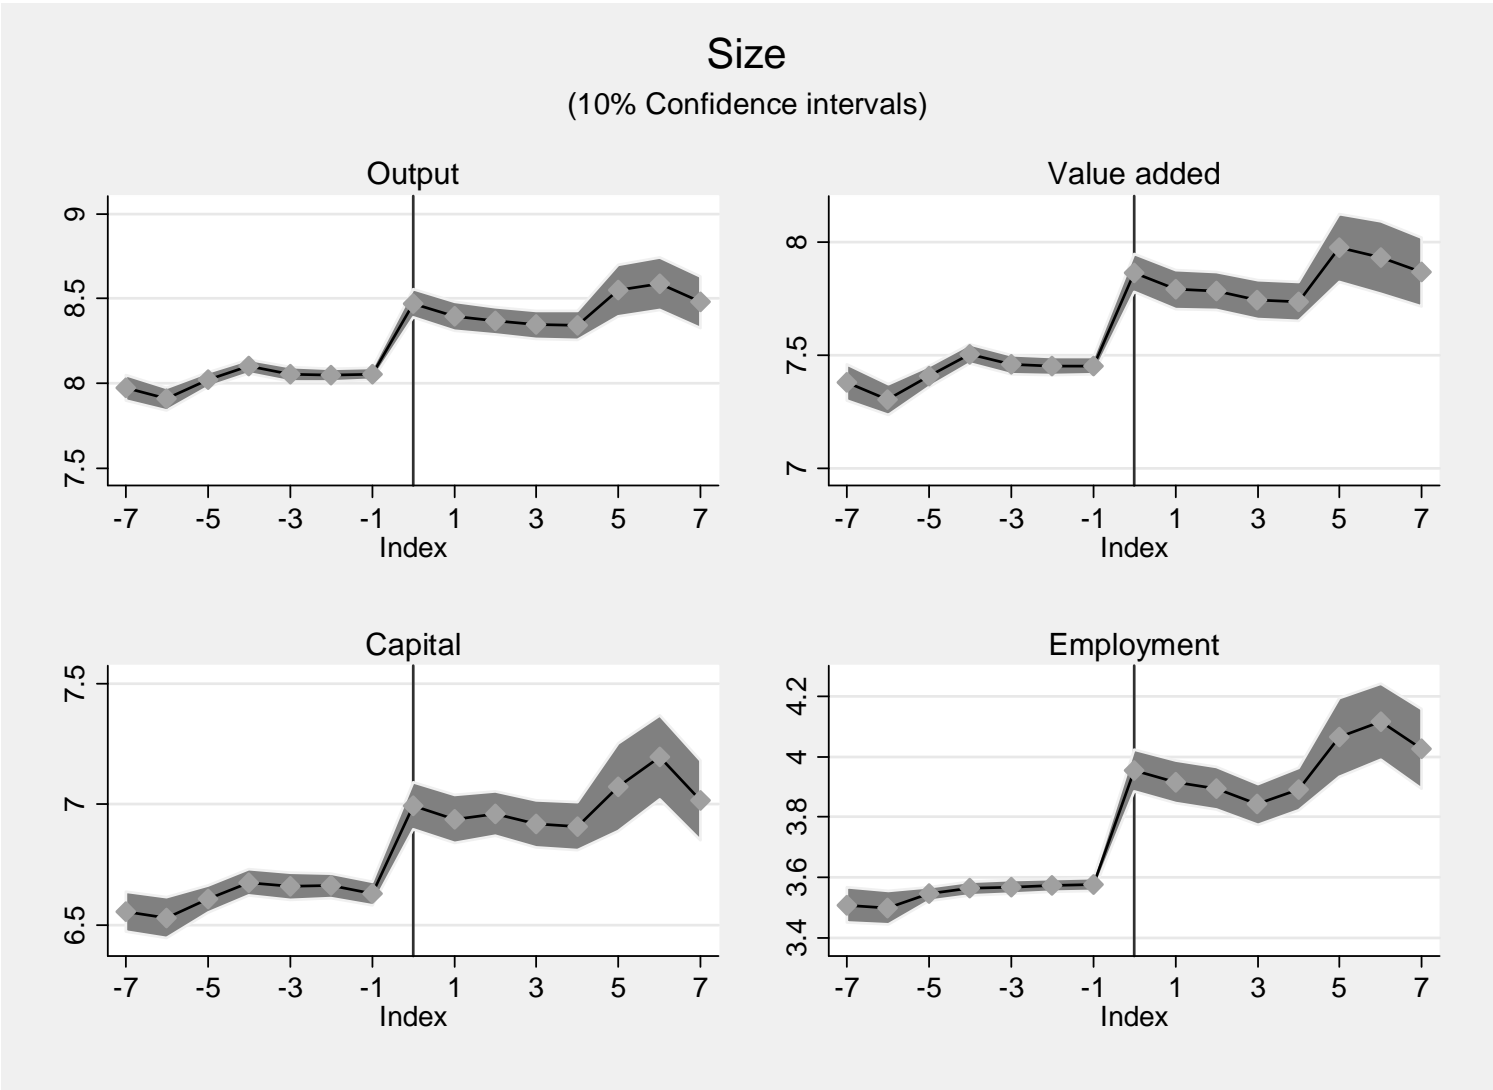 Size
(10% Confidence intervals)
Output
9
8.5
8
7.5
-7 -5 -3 -1 1 3 5 7
Index
Value added
8
7.5
7
-7 -5 -3 -1 1 3 5 7
Index
Capital
7.5
7
6.5
-7 -5 -3 -1 1 3 5 7
Index
Employment
4.2
4
3.8
3.6
3.4
-7 -5 -3 -1 1 3 5 7
Index